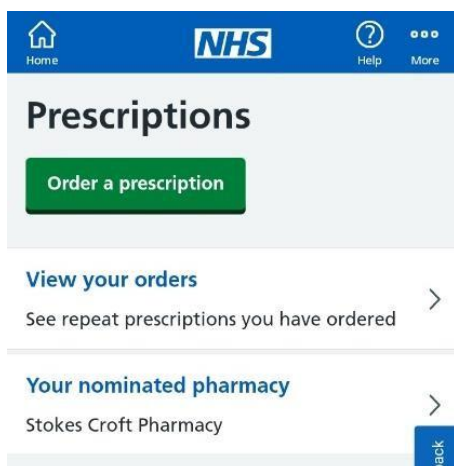 NHS
Home
Help
More
Prescriptions
Order a prescription
View your orders
See repeat prescriptions you have ordered
Your nominated pharmacy
Stokes Croft Pharmacy